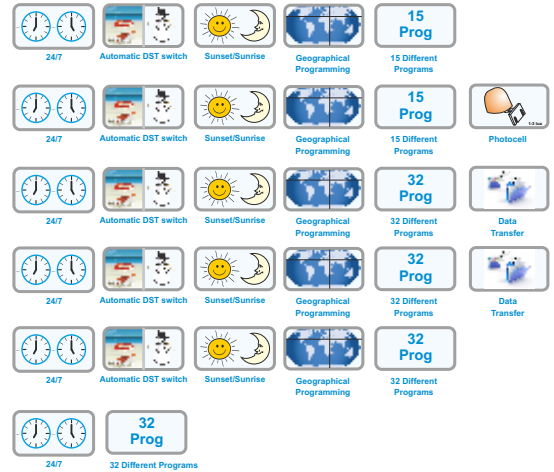 15
Prog
24/7 Automatic DST switch Sunset/Sunrise Geographical 15 Different
Programming Programs
15
Prog
1-3 lux
24/7 Automatic DST switch Sunset/Sunrise Geographical 15 Different Photocell
Programming Programs
32
Prog
24/7 Automatic DST switch Sunset/Sunrise Geographical 32 Different Data
Programming Programs Transfer
32
Prog
24/7 Automatic DST switch Sunset/Sunrise Geographical 32 Different Data
Programming Programs Transfer
32
Prog
24/7 Automatic DST switch Sunset/Sunrise Geographical 32 Different
Programming Programs
32
Prog
24/7 32 Different Programs